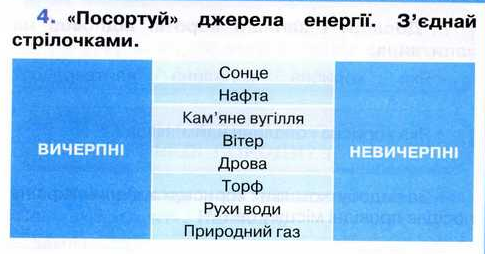 4. «Посортуй» джерела енергії. З’єднай
стрілочками.
Сонце
Нафта
Кам’яне вугілля
Вітер
ВИЧЕРПНІ
НЕВИЧЕРПНІ
Дрова
Торф
Рухи води
Природний газ